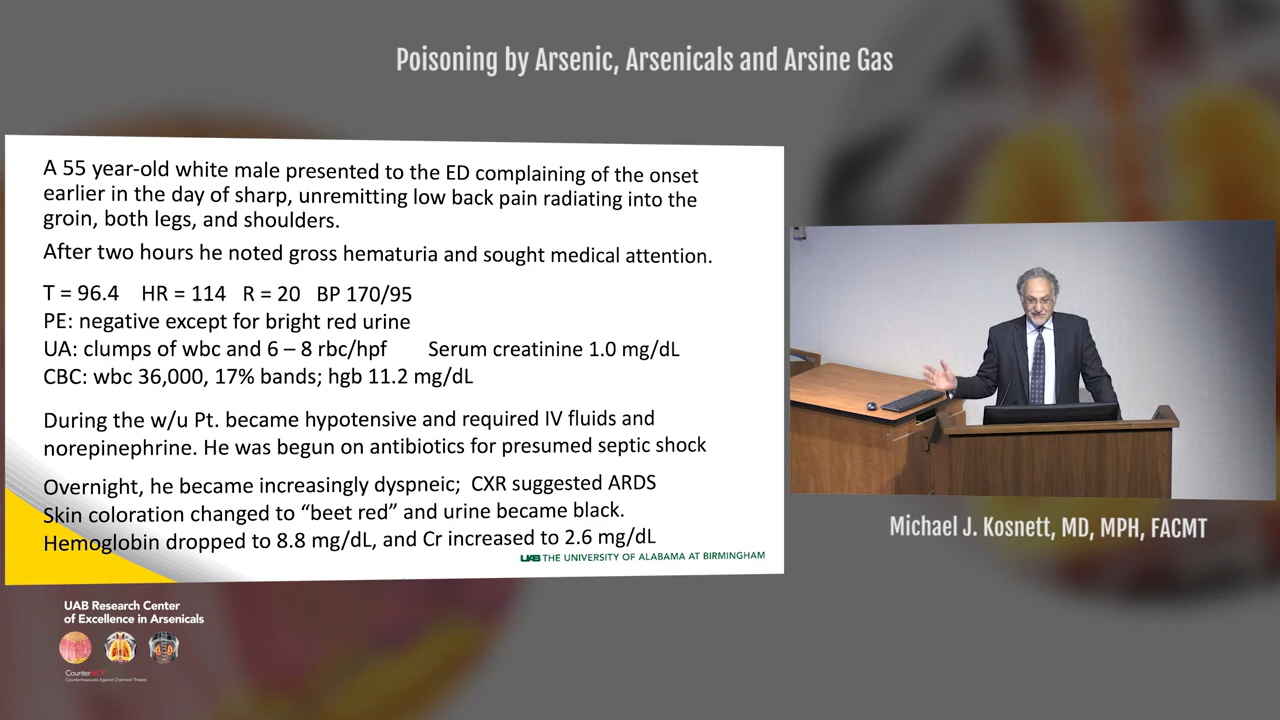 Poisoning by Arsenic, Arsenicals and Arsine Gas
A 55 year-old white male presented to the ED complaining of the onset
earlier in the day of sharp, unremitting low back pain radiating into the
groin, both legs, and shoulders.
After two hours he noted gross hematuria and sought medical attention.
T = 96.4 HR = 114 R = 20 BP 170/95
PE: negative except for bright red urine
UA: clumps of wbc and 6 – 8 rbc/hpf Serum creatinine 1.0 mg/dL
CBC: wbc 36,000, 17% bands; hgb 11.2 mg/dL
During the w/u Pt. became hypotensive and required IV fluids and
norepinephrine. He was begun on antibiotics for presumed septic shock
Overnight, he became increasingly dyspneic; CXR suggested ARDS
Skin coloration changed to “beet red” and urine became black.
Hemoglobin dropped to 8.8 mg/dL, and Cr increased to 2.6 mg/dL
UAB THE UNIVERSITY OF ALABAMA AT BIRMINGHAM
Michael J. Kosnett, MD, MPH, FACMT
UAB Research Center
of Excellence in Arsenicals
CounterACT
Countermeasures Against Chemical Threats